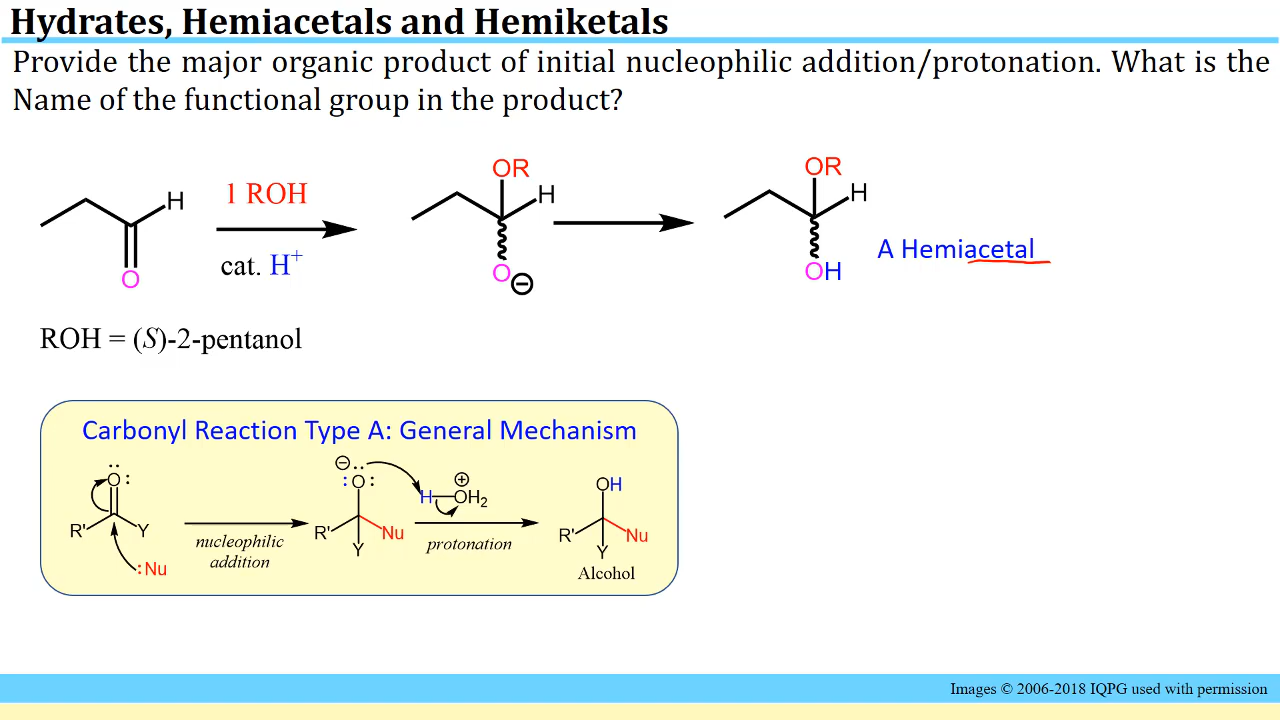 Hydrates, Hemiacetals and Hemiketals
Provide the major organic product of initial nucleophilic addition/protonation. What is the
Name of the functional group in the product?
H
O
1 ROH
cat. H⁺
OR
H
O⊖
OR
H
OH
A Hemiacetal
ROH = (S)-2-pentanol
Carbonyl Reaction Type A: General Mechanism
O
R'
Y
:Nu
nucleophilic
addition
⊖
:O:
R'
Nu
Y
⊕
H–OH₂
protonation
OH
R'
Nu
Y
Alcohol
Images © 2006-2018 IQPG used with permission